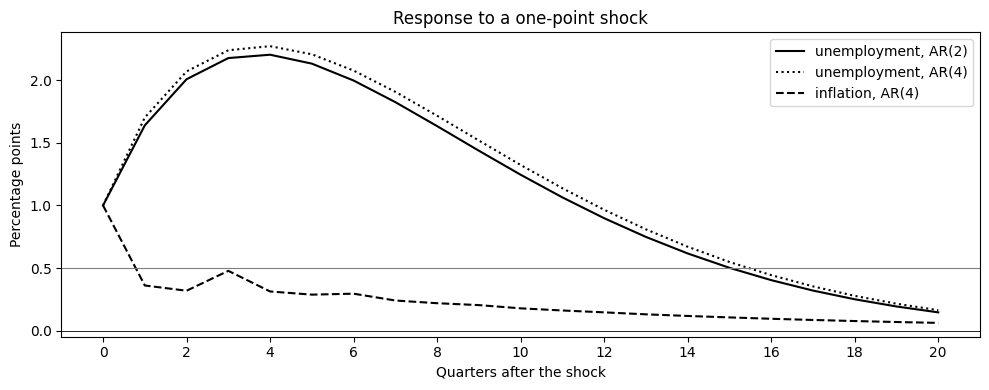 Response to a one-point shock
unemployment, AR(2)
unemployment, AR(4)
inflation, AR(4)
Percentage points
2.0
1.5
1.0
0.5
0.0
0 2 4 6 8 10 12 14 16 18 20
Quarters after the shock